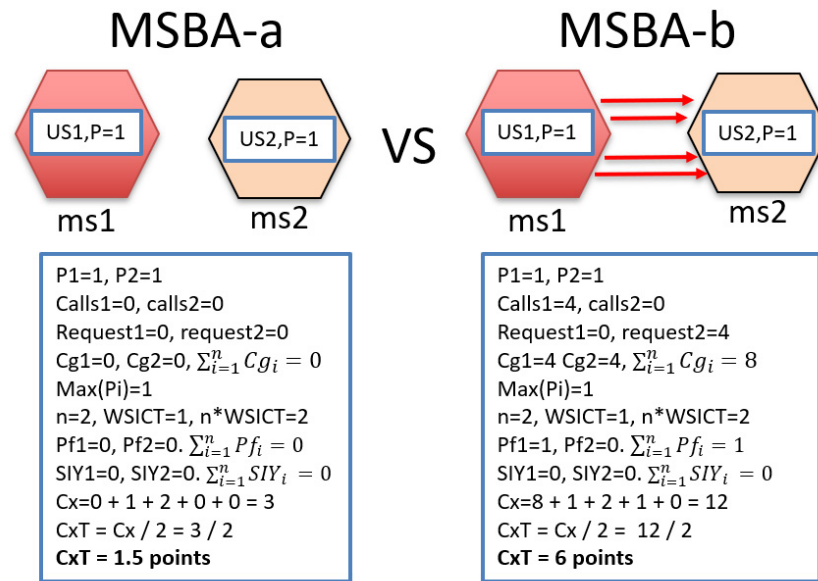 MSBA-a
MSBA-b
US1,P=1
US2,P=1
VS
US1,P=1
US2,P=1
ms1
ms2
ms1
ms2
P1=1, P2=1
Calls1=0, calls2=0
Request1=0, request2=0
Cg1=0, Cg2=0, $\sum_{i=1}^{n} Cg_i = 0$
Max(Pi)=1
n=2, WSICT=1, n*WSICT=2
Pf1=0, Pf2=0. $\sum_{i=1}^{n} Pf_i = 0$
SIY1=0, SIY2=0. $\sum_{i=1}^{n} SIY_i = 0$
Cx=0 + 1 + 2 + 0 + 0 = 3
CxT = Cx / 2 = 3 / 2
CxT = 1.5 points
P1=1, P2=1
Calls1=4, calls2=0
Request1=0, request2=4
Cg1=4 Cg2=4, $\sum_{i=1}^{n} Cg_i = 8$
Max(Pi)=1
n=2, WSICT=1, n*WSICT=2
Pf1=1, Pf2=0. $\sum_{i=1}^{n} Pf_i = 1$
SIY1=0, SIY2=0. $\sum_{i=1}^{n} SIY_i = 0$
Cx=8 + 1 + 2 + 1 + 0 = 12
CxT = Cx / 2 = 12 / 2
CxT = 6 points